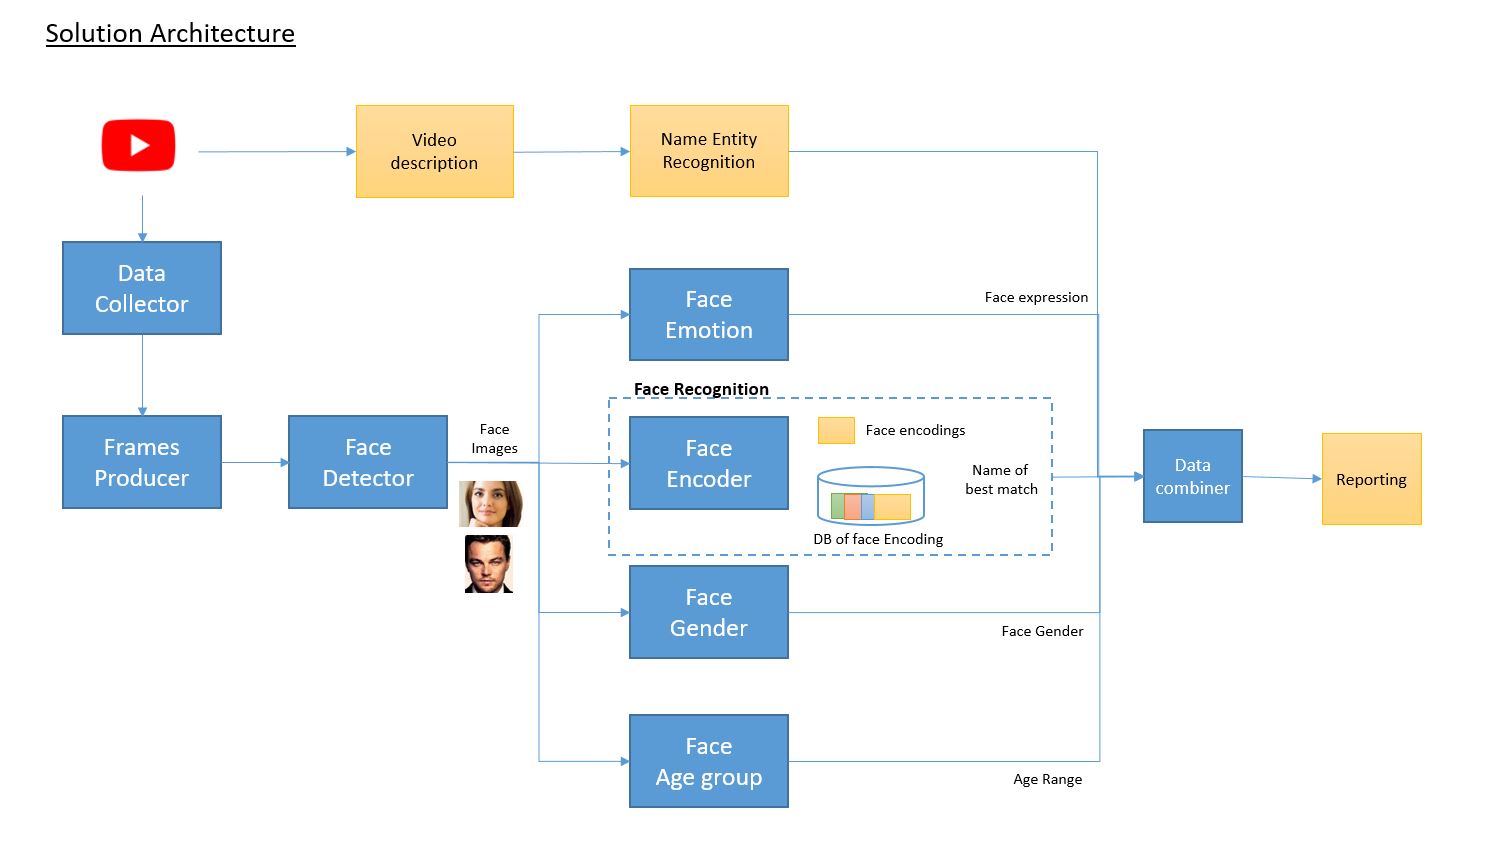 Solution Architecture
Video
description
Name Entity
Recognition
Data
Collector
Face
Emotion
Face expression
Face Recognition
Frames
Producer
Face
Detector
Face
Images
Face
Encoder
Face encodings
Name of
best match
DB of face Encoding
Data
combiner
Reporting
Face
Gender
Face Gender
Face
Age group
Age Range